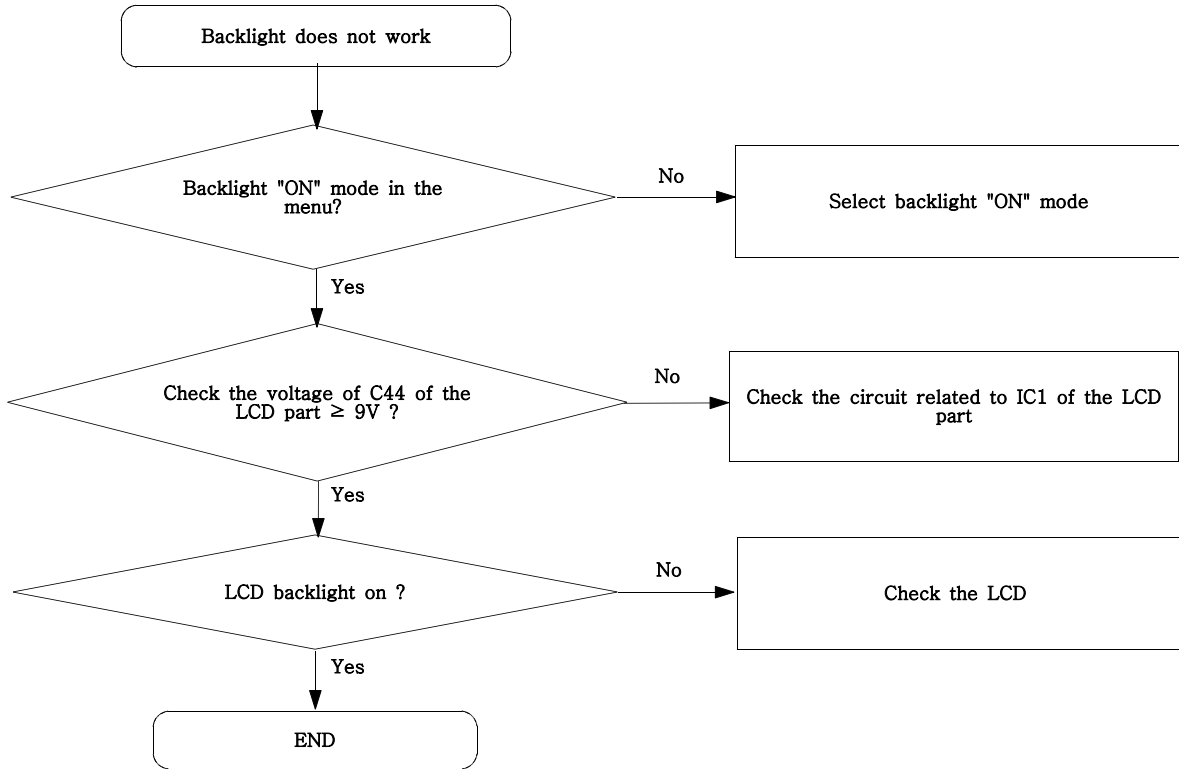 Backlight does not work
Backlight "ON" mode in the
menu?
No
Select backlight "ON" mode
Yes
Check the voltage of C44 of the
LCD part ≥ 9V ?
No
Check the circuit related to IC1 of the LCD
part
Yes
LCD backlight on ?
No
Check the LCD
Yes
END